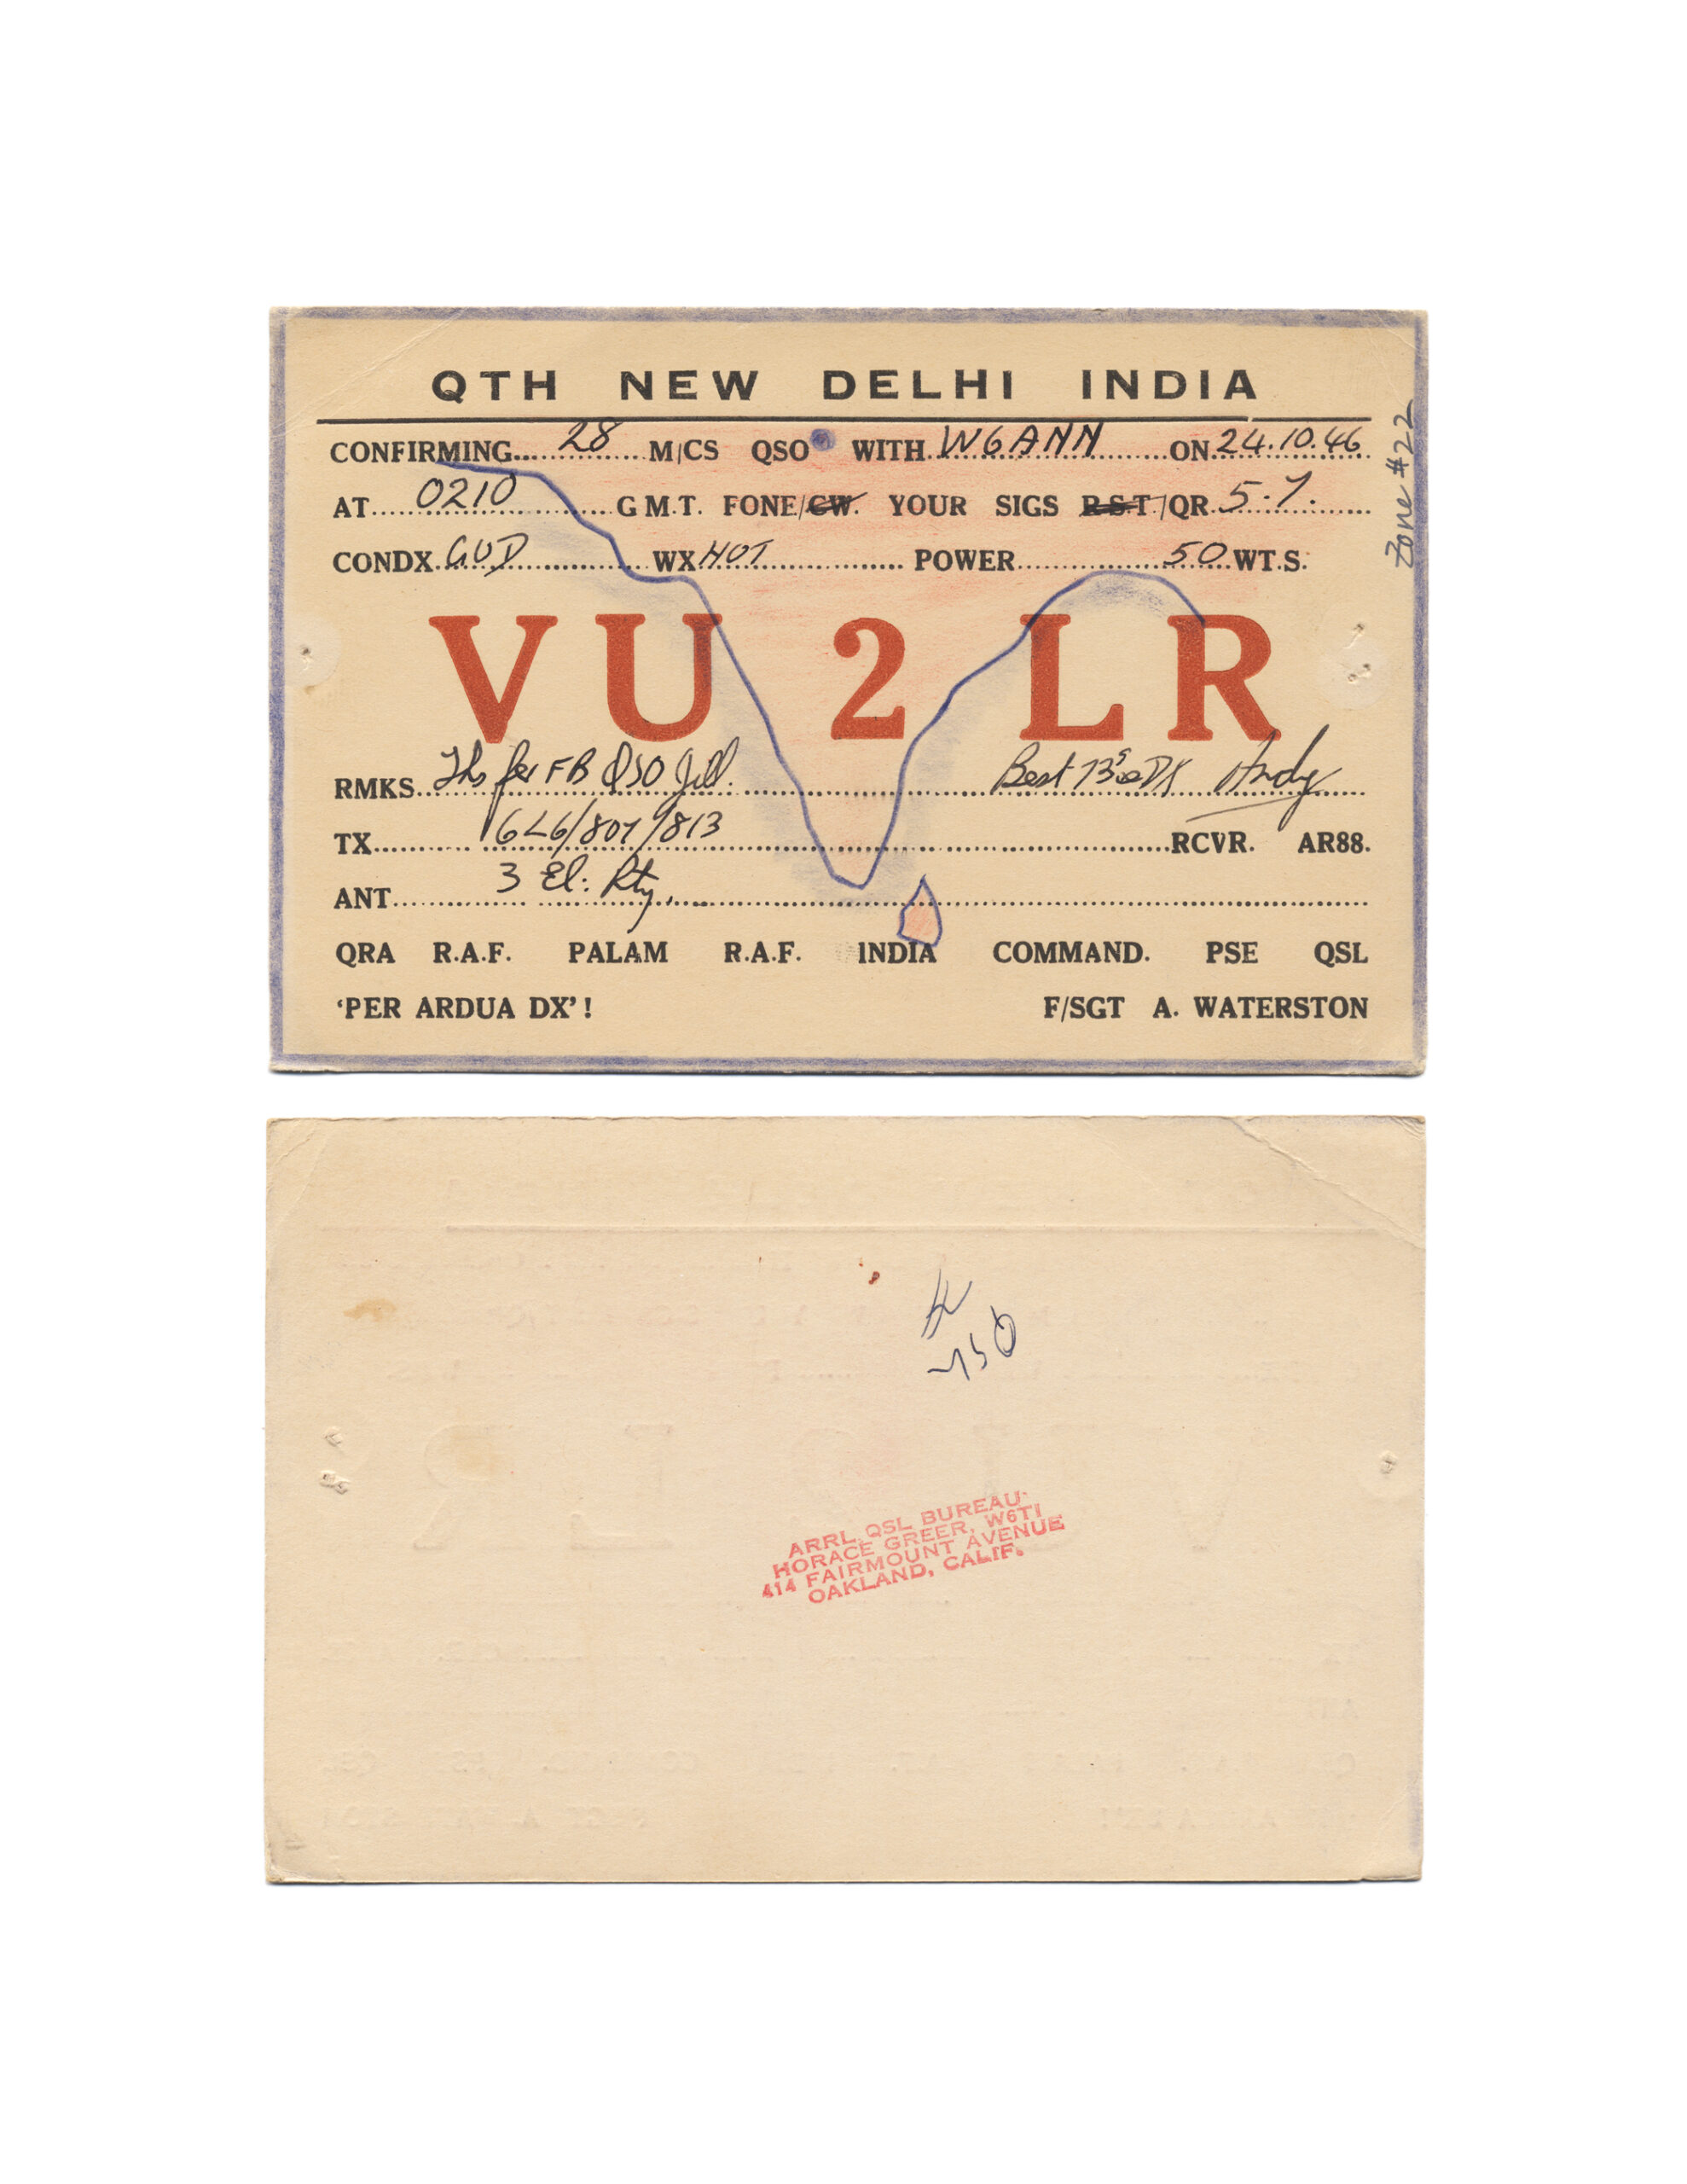 QTH NEW DELHI INDIA
CONFIRMING 28 M/CS QSO WITH W6ANN ON 24.10.46
AT 0210 G.M.T. FONE/CW. YOUR SIGS R.S.T/QR 5.7.
CONDX GUD WX HOT POWER 50 WT.S.
VU 2 LR
RMKS Tks fer FB QSO Best 73s DX Andy
TX 6L6/807/813 RCVR. AR88.
ANT 3 El: Rty.
QRA R.A.F. PALAM R.A.F. INDIA COMMAND. PSE QSL
'PER ARDUA DX'! F/SGT A. WATERSTON
Zone #22
ARRL QSL BUREAU
HORACE GREER, W6TI
414 FAIRMOUNT AVENUE
OAKLAND, CALIF.